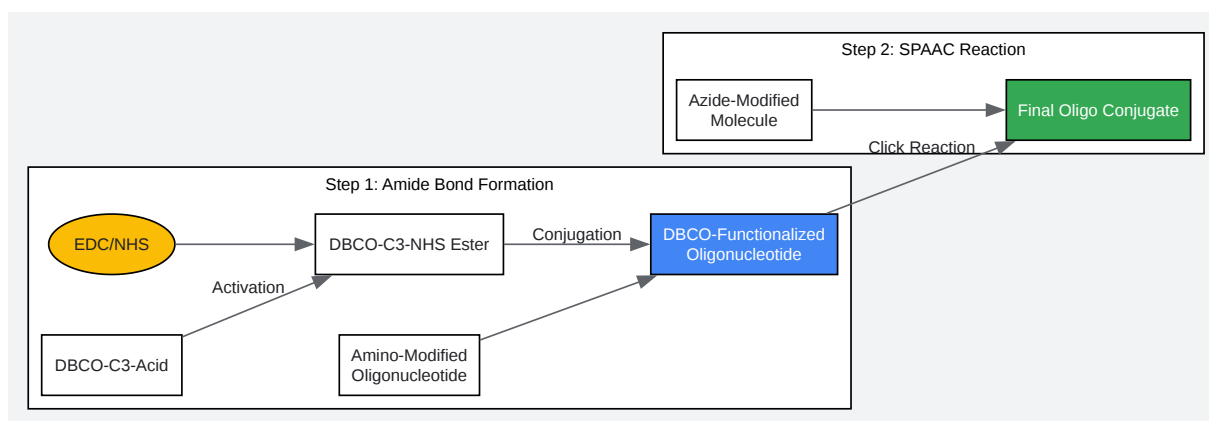 Step 2: SPAAC Reaction
Azide-Modified
Molecule
Final Oligo Conjugate
Click Reaction
Step 1: Amide Bond Formation
EDC/NHS
DBCO-C3-NHS Ester
Conjugation
DBCO-Functionalized
Oligonucleotide
Activation
DBCO-C3-Acid
Amino-Modified
Oligonucleotide